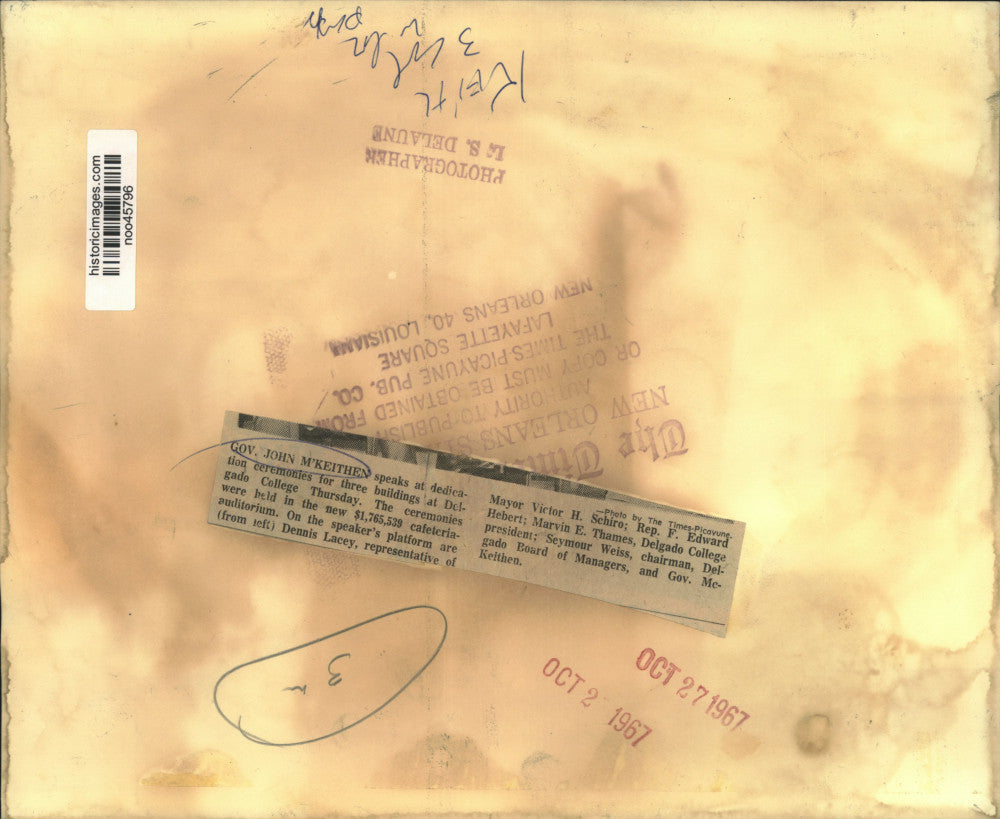 3
PHOTOGRAPHER
L. S. DELAUNE
historicimages.com
noo45796
The Times
NEW ORLEANS
AUTHORITY TO PUBLISH
OR COPY MUST BE OBTAINED FROM
THE TIMES-PICAYUNE PUB. CO.
LAFAYETTE SQUARE
NEW ORLEANS 40, LOUISIANA
GOV. JOHN M'KEITHEN speaks at dedica-
tion ceremonies for three buildings at Del-
gado College Thursday. The ceremonies
were held in the new $1,765,539 cafeteria-
auditorium. On the speaker's platform are
(from left) Dennis Lacey, representative of
—Photo by The Times-Picayune.
Mayor Victor H. Schiro; Rep. F. Edward
Hebert; Marvin E. Thames, Delgado College
president; Seymour Weiss, chairman, Del-
gado Board of Managers, and Gov. Mc-
Keithen.
3
OCT 2 1967
OCT 27 1967